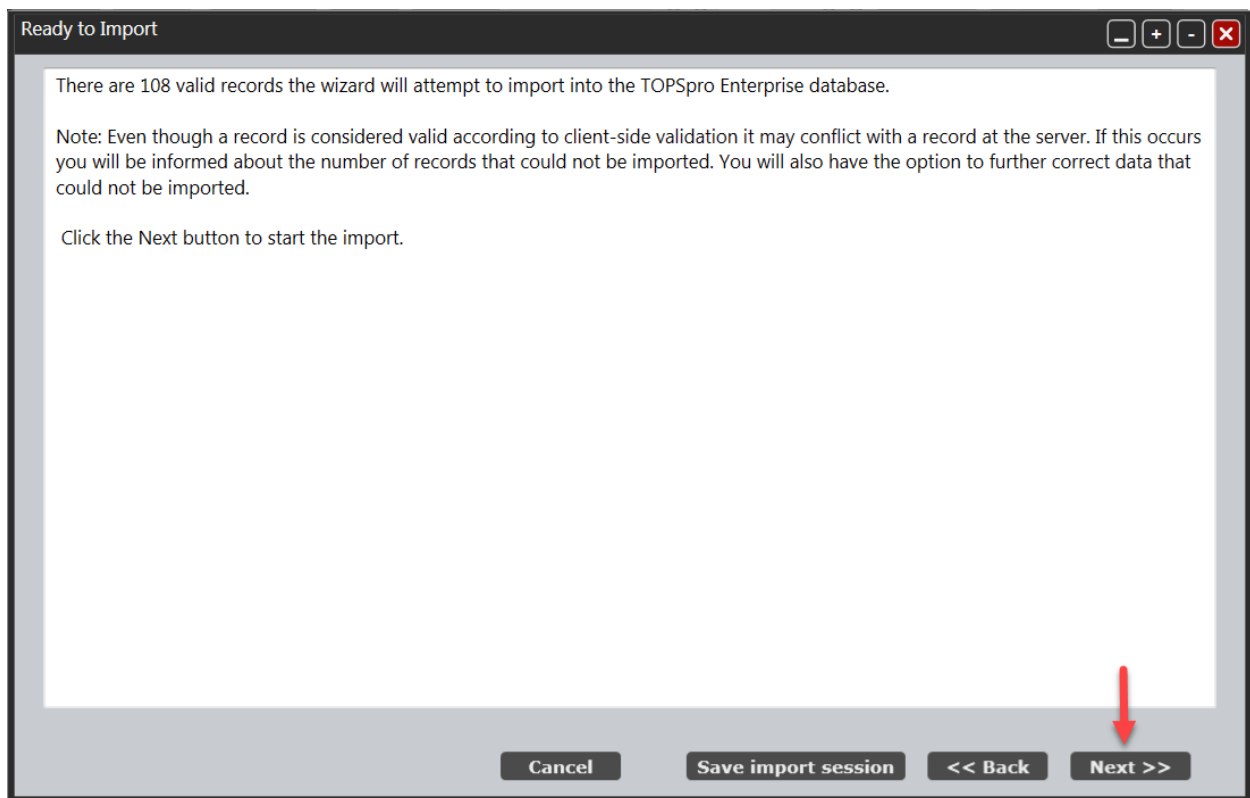 Ready to Import
There are 108 valid records the wizard will attempt to import into the TOPSpro Enterprise database.
Note: Even though a record is considered valid according to client-side validation it may conflict with a record at the server. If this occurs
you will be informed about the number of records that could not be imported. You will also have the option to further correct data that
could not be imported.
Click the Next button to start the import.
Cancel
Save import session
<< Back
Next >>